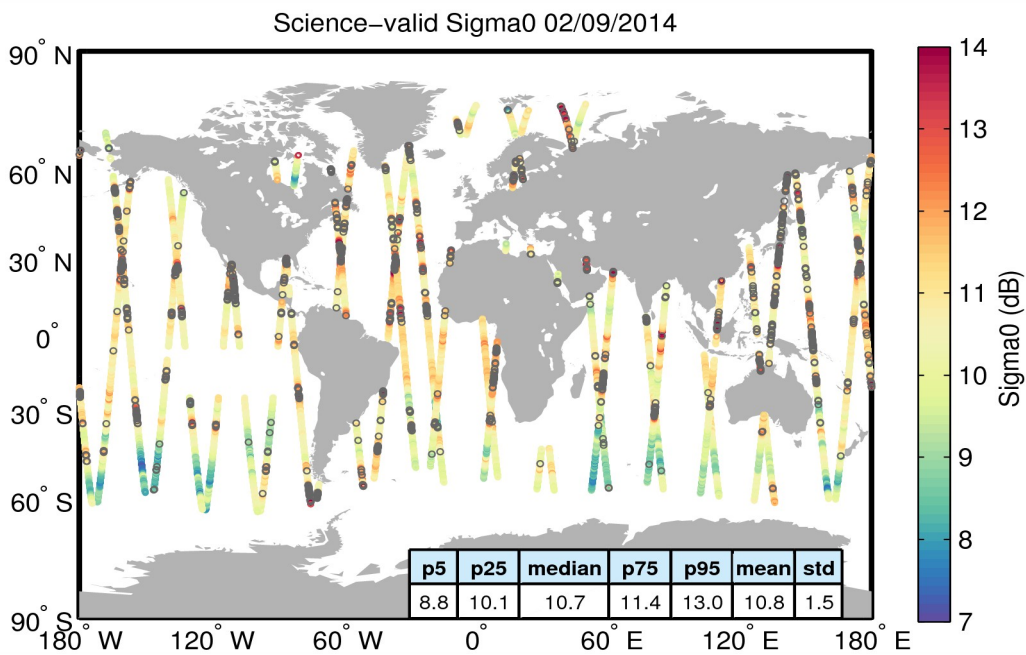 Science−valid Sigma0 02/09/2014
90° N
60° N
30° N
0°
30° S
60° S
90° S
180° W
120° W
60° W
0°
60° E
120° E
180° E
p5 p25 median p75 p95 mean std
8.8 10.1 10.7 11.4 13.0 10.8 1.5
14
13
12
11
10
9
8
7
Sigma0 (dB)